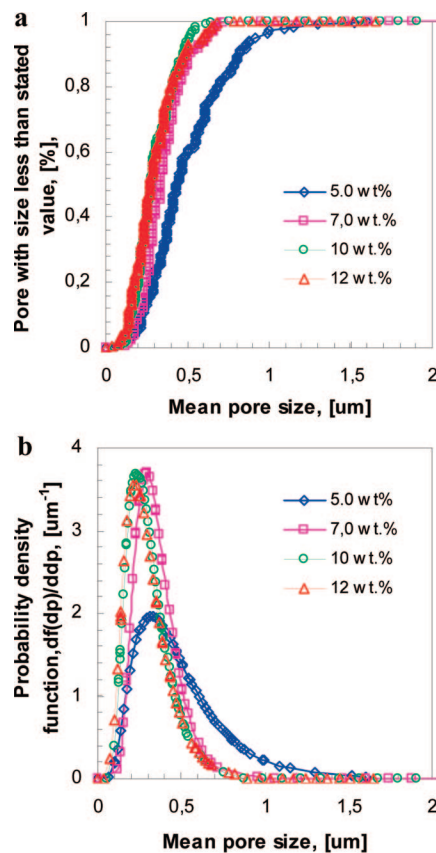 a
1
0,8
0,6
0,4
0,2
0
Pore with size less than stated
value, [%]
5.0 wt%
7,0 wt.%
10 wt.%
12 wt.%
0
0,5
1
1,5
2
Mean pore size, [um]
b
4
3
2
1
0
Probability density
function,df(dp)/ddp, [um-1
5.0 wt%
7,0 wt.%
10 wt.%
12 wt.%
0
0,5
1
1,5
2
Mean pore size, [um]